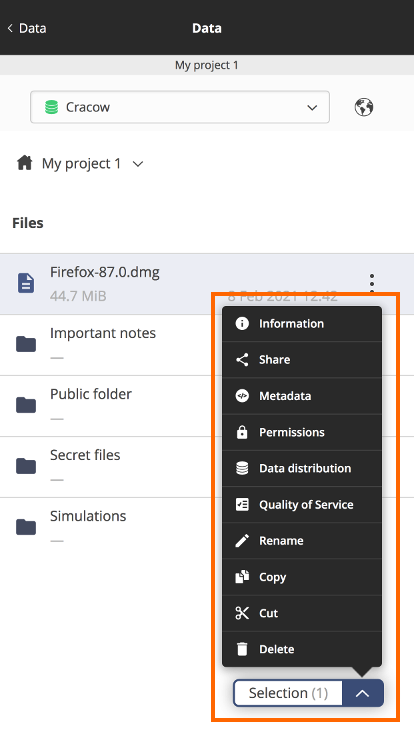 Data
Data
My project 1
Cracow
My project 1
Files
Firefox-87.0.dmg
44.7 MiB
8 Feb 2021 12:42
Important notes
—
Public folder
—
Secret files
—
Simulations
—
Information
Share
Metadata
Permissions
Data distribution
Quality of Service
Rename
Copy
Cut
Delete
Selection (1)